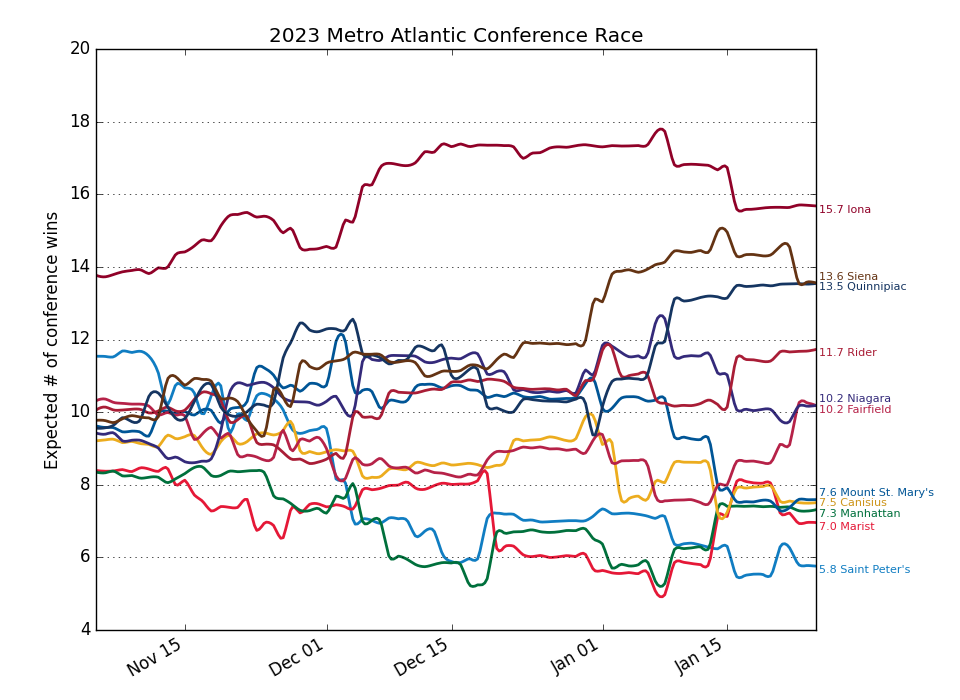 2023 Metro Atlantic Conference Race
Expected # of conference wins
20
18
16
14
12
10
8
6
4
Nov 15
Dec 01
Dec 15
Jan 01
Jan 15
15.7 Iona
13.6 Siena
13.5 Quinnipiac
11.7 Rider
10.2 Niagara
10.2 Fairfield
7.6 Mount St. Mary's
7.5 Canisius
7.3 Manhattan
7.0 Marist
5.8 Saint Peter's